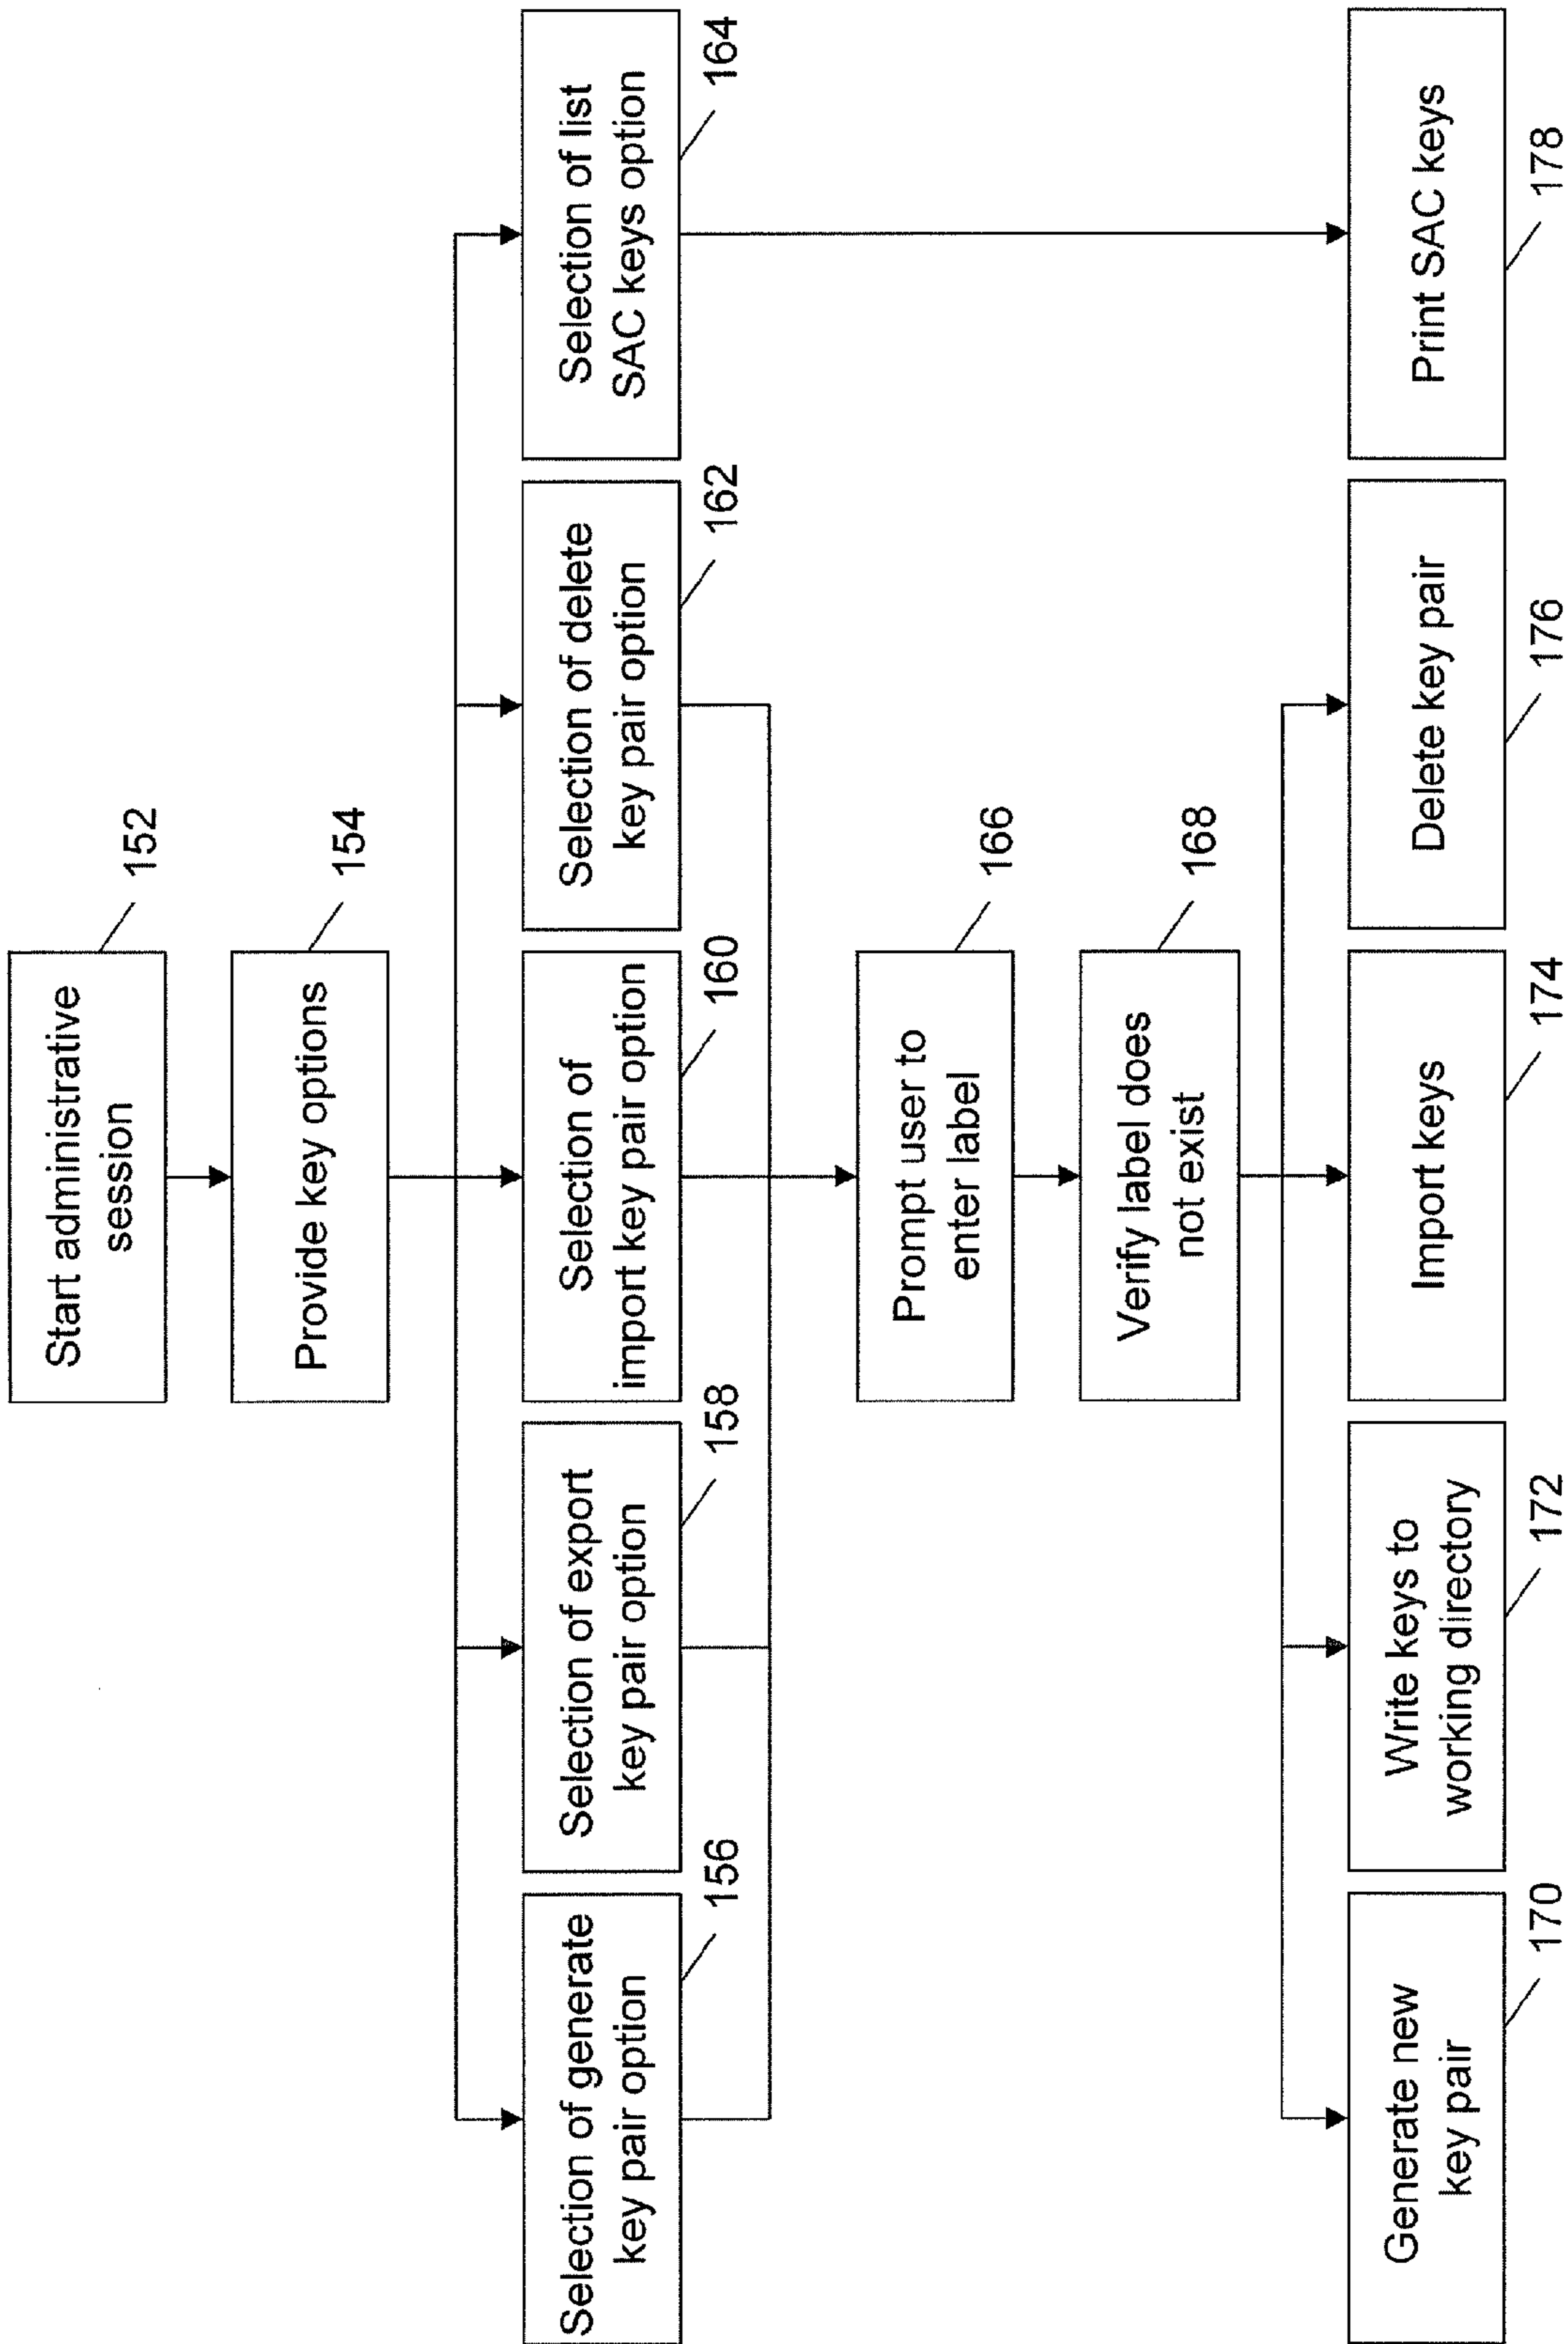 Start administrative
session
152
Provide key options
154
Selection of generate
key pair option
156
Selection of export
key pair option
158
Selection of
import key pair option
160
Selection of delete
key pair option
162
Selection of list
SAC keys option
164
Prompt user to
enter label
166
Verify label does
not exist
168
Generate new
key pair
170
Write keys to
working directory
172
Import keys
174
Delete key pair
176
Print SAC keys
178